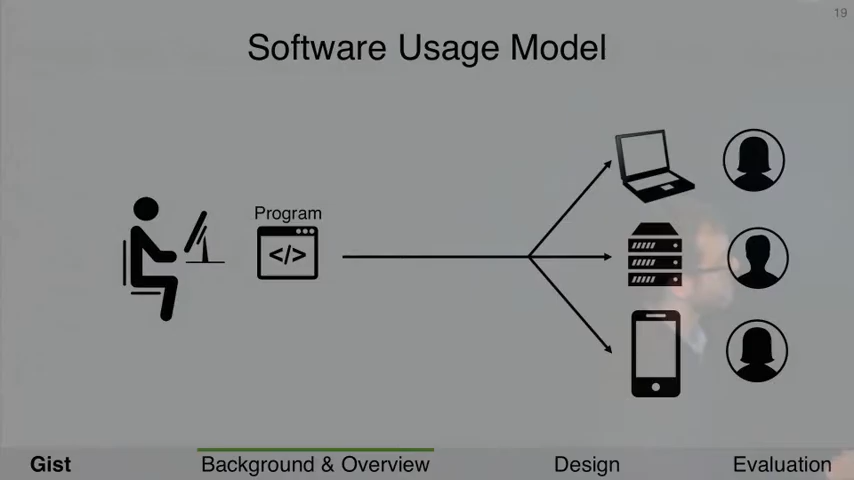 19
Software Usage Model
Program
</>
Gist
Background & Overview
Design
Evaluation